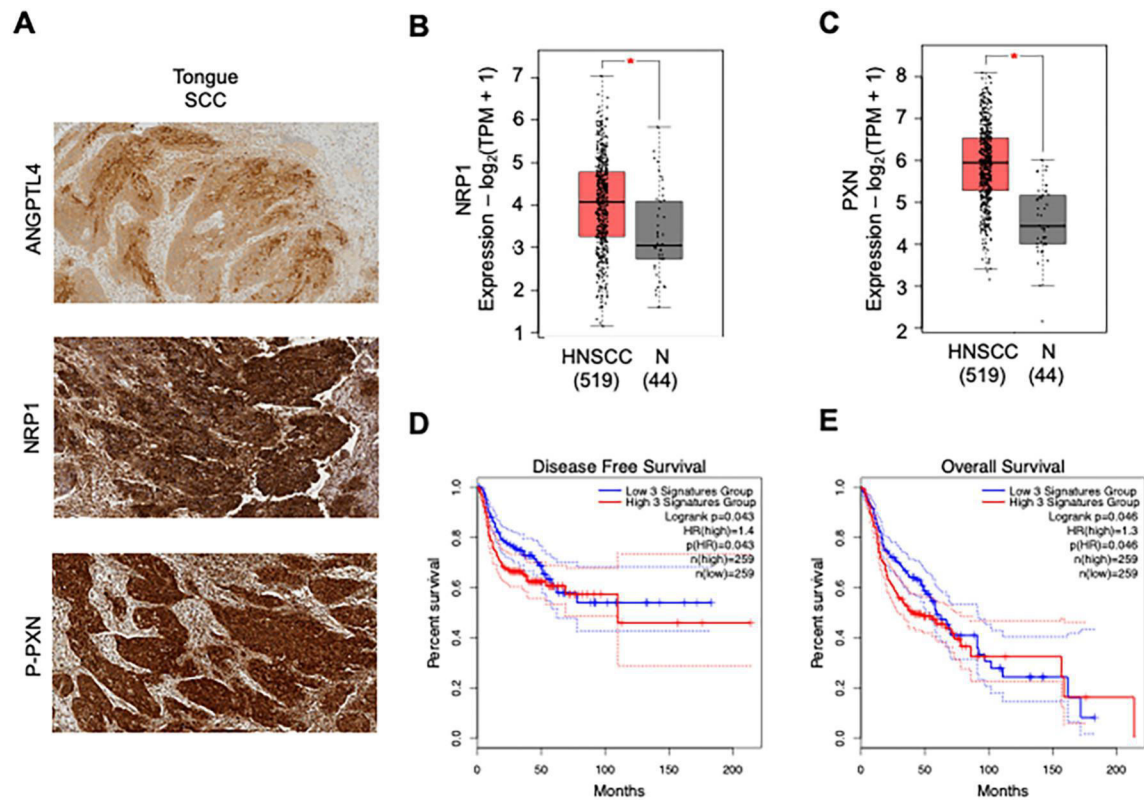 A
Tongue
SCC
ANGPTL4
NRP1
P-PXN
B
NRP1
Expression – log₂(TPM + 1)
7
6
5
4
3
2
1
*
HNSCC
(519)
N
(44)
C
PXN
Expression – log₂(TPM + 1)
8
7
6
5
4
3
2
*
HNSCC
(519)
N
(44)
D
Disease Free Survival
Low 3 Signatures Group
High 3 Signatures Group
Logrank p=0.043
HR(high)=1.4
p(HR)=0.043
n(high)=259
n(low)=259
Percent survival
1.0
0.8
0.6
0.4
0.2
0.0
0 50 100 150 200
Months
E
Overall Survival
Low 3 Signatures Group
High 3 Signatures Group
Logrank p=0.046
HR(high)=1.3
p(HR)=0.046
n(high)=259
n(low)=259
Percent survival
1.0
0.8
0.6
0.4
0.2
0.0
0 50 100 150 200
Months